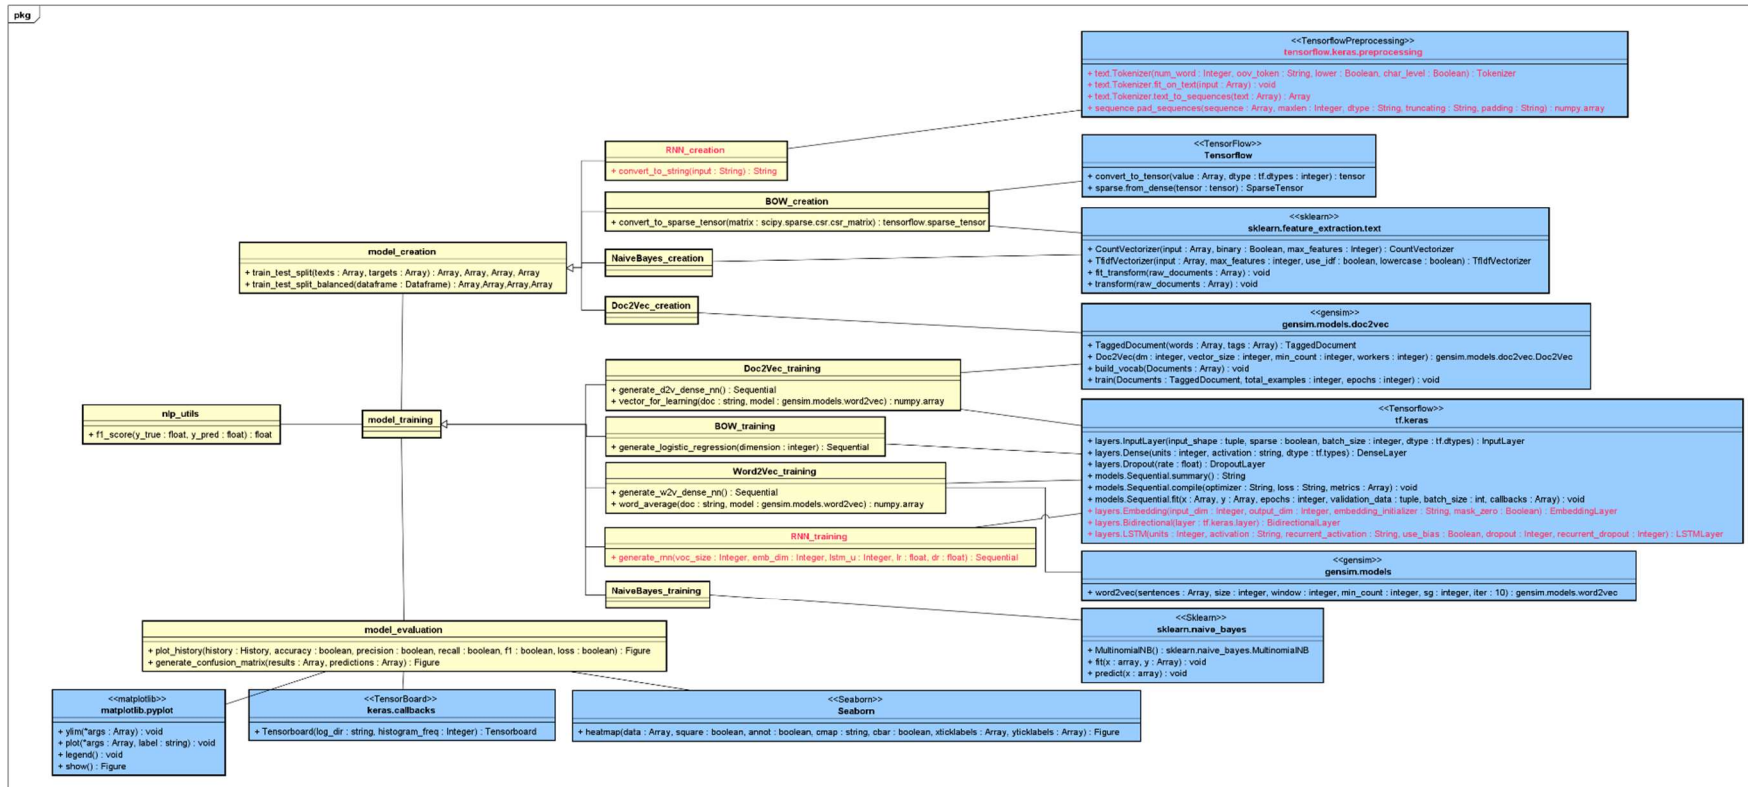 pkg
<<TensorflowPreprocessing>>
tensorflow.keras.preprocessing
+ text.Tokenizer(num_word : Integer, oov_token : String, lower : Boolean, char_level : Boolean) : Tokenizer
+ text.Tokenizer.fit_on_text(input : Array) : void
+ text.Tokenizer.text_to_sequences(text : Array) : Array
+ sequence.pad_sequences(sequence : Array, maxlen : Integer, dtype : String, truncating : String, padding : String) : numpy.array
RNN_creation
+ convert_to_string(input : String) : String
<<TensorFlow>>
Tensorflow
+ convert_to_tensor(value : Array, dtype : tf.dtypes : integer) : tensor
+ sparse.from_dense(tensor : tensor) : SparseTensor
BOW_creation
+ convert_to_sparse_tensor(matrix : scipy.sparse.csr.csr_matrix) : tensorflow.sparse_tensor
<<sklearn>>
sklearn.feature_extraction.text
+ CountVectorizer(input : Array, binary : Boolean, max_features : Integer) : CountVectorizer
+ TfidfVectorizer(input : Array, max_features : integer, use_idf : boolean, lowercase : boolean) : TfIdfVectorizer
+ fit_transform(raw_documents : Array) : void
+ transform(raw_documents : Array) : void
model_creation
+ train_test_split(texts : Array, targets : Array) : Array, Array, Array, Array
+ train_test_split_balanced(dataframe : Dataframe) : Array,Array,Array,Array
NaiveBayes_creation
Doc2Vec_creation
<<gensim>>
gensim.models.doc2vec
+ TaggedDocument(words : Array, tags : Array) : TaggedDocument
+ Doc2Vec(dm : integer, vector_size : integer, min_count : integer, workers : integer) : gensim.models.doc2vec.Doc2Vec
+ build_vocab(Documents : Array) : void
+ train(Documents : TaggedDocument, total_examples : integer, epochs : integer) : void
Doc2Vec_training
+ generate_d2v_dense_nn() : Sequential
+ vector_for_learning(doc : string, model : gensim.models.word2vec) : numpy.array
nlp_utils
+ f1_score(y_true : float, y_pred : float) : float
model_training
BOW_training
+ generate_logistic_regression(dimension : integer) : Sequential
<<Tensorflow>>
tf.keras
+ layers.InputLayer(input_shape : tuple, sparse : boolean, batch_size : integer, dtype : tf.dtypes) : InputLayer
+ layers.Dense(units : integer, activation : string, dtype : tf.types) : DenseLayer
+ layers.Dropout(rate : float) : DropoutLayer
+ models.Sequential.summary() : String
+ models.Sequential.compile(optimizer : String, loss : String, metrics : Array) : void
+ models.Sequential.fit(x : Array, y : Array, epochs : integer, validation_data : tuple, batch_size : int, callbacks : Array) : void
+ layers.Embedding(input_dim : Integer, output_dim : Integer, embedding_initializer : String, mask_zero : Boolean) : EmbeddingLayer
+ layers.Bidirectional(layer : tf.keras.layer) : BidirectionalLayer
+ layers.LSTM(units : Integer, activation : String, recurrent_activation : String, use_bias : Boolean, dropout : Integer, recurrent_dropout : Integer) : LSTMLayer
Word2Vec_training
+ generate_w2v_dense_nn() : Sequential
+ word_average(doc : string, model : gensim.models.word2vec) : numpy.array
RNN_training
+ generate_rnn(voc_size : Integer, emb_dim : Integer, lstm_u : Integer, lr : float, dr : float) : Sequential
<<gensim>>
gensim.models
+ word2vec(sentences : Array, size : integer, window : integer, min_count : integer, sg : integer, iter : 10) : gensim.models.word2vec
NaiveBayes_training
<<Sklearn>>
sklearn.naive_bayes
+ MultinomialNB() : sklearn.naive_bayes.MultinomialNB
+ fit(x : array, y : Array) : void
+ predict(x : array) : void
model_evaluation
+ plot_history(history : History, accuracy : boolean, precision : boolean, recall : boolean, f1 : boolean, loss : boolean) : Figure
+ generate_confusion_matrix(results : Array, predictions : Array) : Figure
<<matplotlib>>
matplotlib.pyplot
+ ylim(*args : Array) : void
+ plot(*args : Array, label : string) : void
+ legend() : void
+ show() : Figure
<<TensorBoard>>
keras.callbacks
+ Tensorboard(log_dir : string, histogram_freq : Integer) : Tensorboard
<<Seaborn>>
Seaborn
+ heatmap(data : Array, square : boolean, annot : boolean, cmap : string, cbar : boolean, xticklabels : Array, yticklabels : Array) : Figure